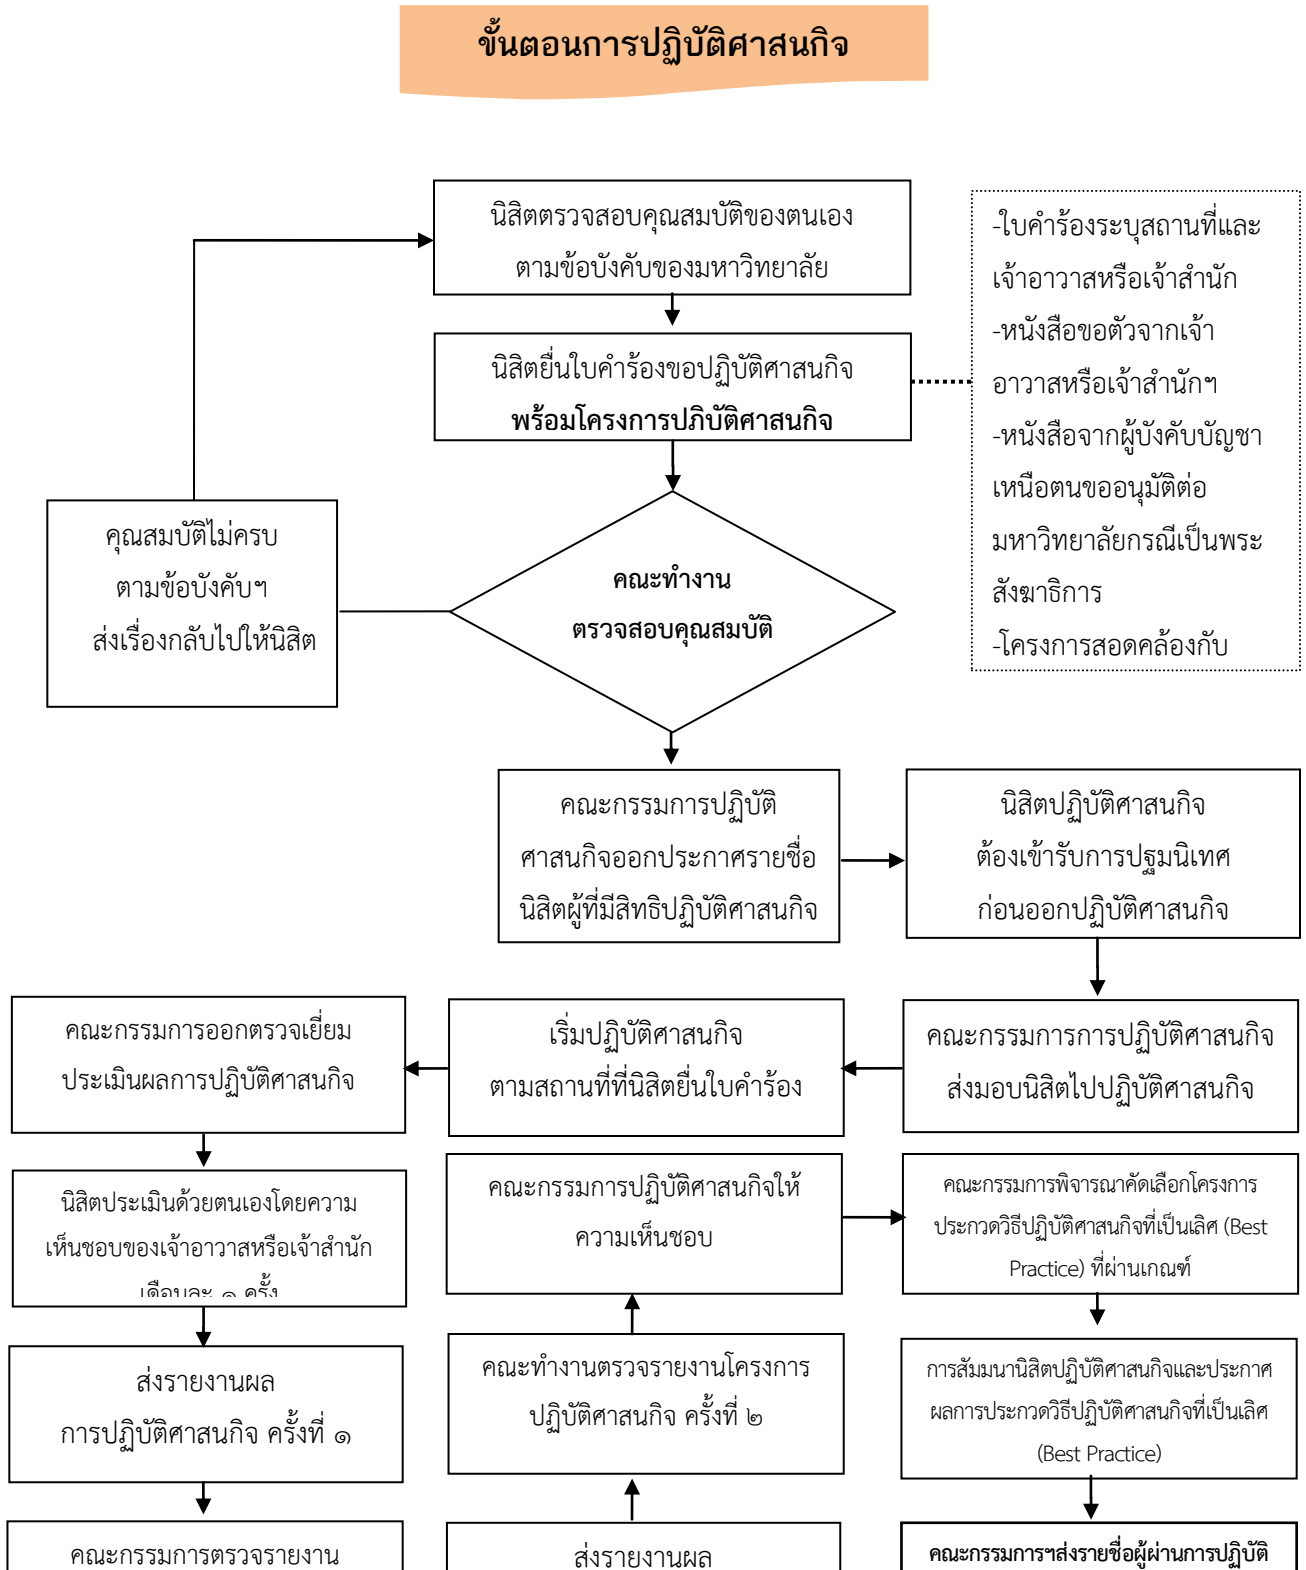 ขั้นตอนการปฏิบัติศาสนกิจ
นิสิตตรวจสอบคุณสมบัติของตนเอง
ตามข้อบังคับของมหาวิทยาลัย
นิสิตยื่นใบคำร้องขอปฏิบัติศาสนกิจ
พร้อมโครงการปภิบัติศาสนกิจ
-ใบคำร้องระบุสถานที่และ
เจ้าอาวาสหรือเจ้าสำนัก
-หนังสือขอตัวจากเจ้า
อาวาสหรือเจ้าสำนักฯ
-หนังสือจากผู้บังคับบัญชา
เหนือตนขออนุมัติต่อ
มหาวิทยาลัยกรณีเป็นพระ
สังฆาธิการ
-โครงการสอดคล้องกับ
คุณสมบัติไม่ครบ
ตามข้อบังคับฯ
ส่งเรื่องกลับไปให้นิสิต
คณะทำงาน
ตรวจสอบคุณสมบัติ
คณะกรรมการปฏิบัติ
ศาสนกิจออกประกาศรายชื่อ
นิสิตผู้ที่มีสิทธิปฏิบัติศาสนกิจ
นิสิตปฏิบัติศาสนกิจ
ต้องเข้ารับการปฐมนิเทศ
ก่อนออกปฏิบัติศาสนกิจ
คณะกรรมการการปฏิบัติศาสนกิจ
ส่งมอบนิสิตไปปฏิบัติศาสนกิจ
เริ่มปฏิบัติศาสนกิจ
ตามสถานที่ที่นิสิตยื่นใบคำร้อง
คณะกรรมการออกตรวจเยี่ยม
ประเมินผลการปฏิบัติศาสนกิจ
นิสิตประเมินด้วยตนเองโดยความ
เห็นชอบของเจ้าอาวาสหรือเจ้าสำนัก
เดือนละ ๑ ครั้ง
ส่งรายงานผล
การปฏิบัติศาสนกิจ ครั้งที่ ๑
คณะกรรมการตรวจรายงาน
ส่งรายงานผล
คณะทำงานตรวจรายงานโครงการ
ปฏิบัติศาสนกิจ ครั้งที่ ๒
คณะกรรมการปฏิบัติศาสนกิจให้
ความเห็นชอบ
คณะกรรมการพิจารณาคัดเลือกโครงการ
ประกวดวิธีปฏิบัติศาสนกิจที่เป็นเลิศ (Best
Practice) ที่ผ่านเกณฑ์
การสัมมนานิสิตปฏิบัติศาสนกิจและประกาศ
ผลการประกวดวิธีปฏิบัติศาสนกิจที่เป็นเลิศ
(Best Practice)
คณะกรรมการฯส่งรายชื่อผู้ผ่านการปฏิบัติ